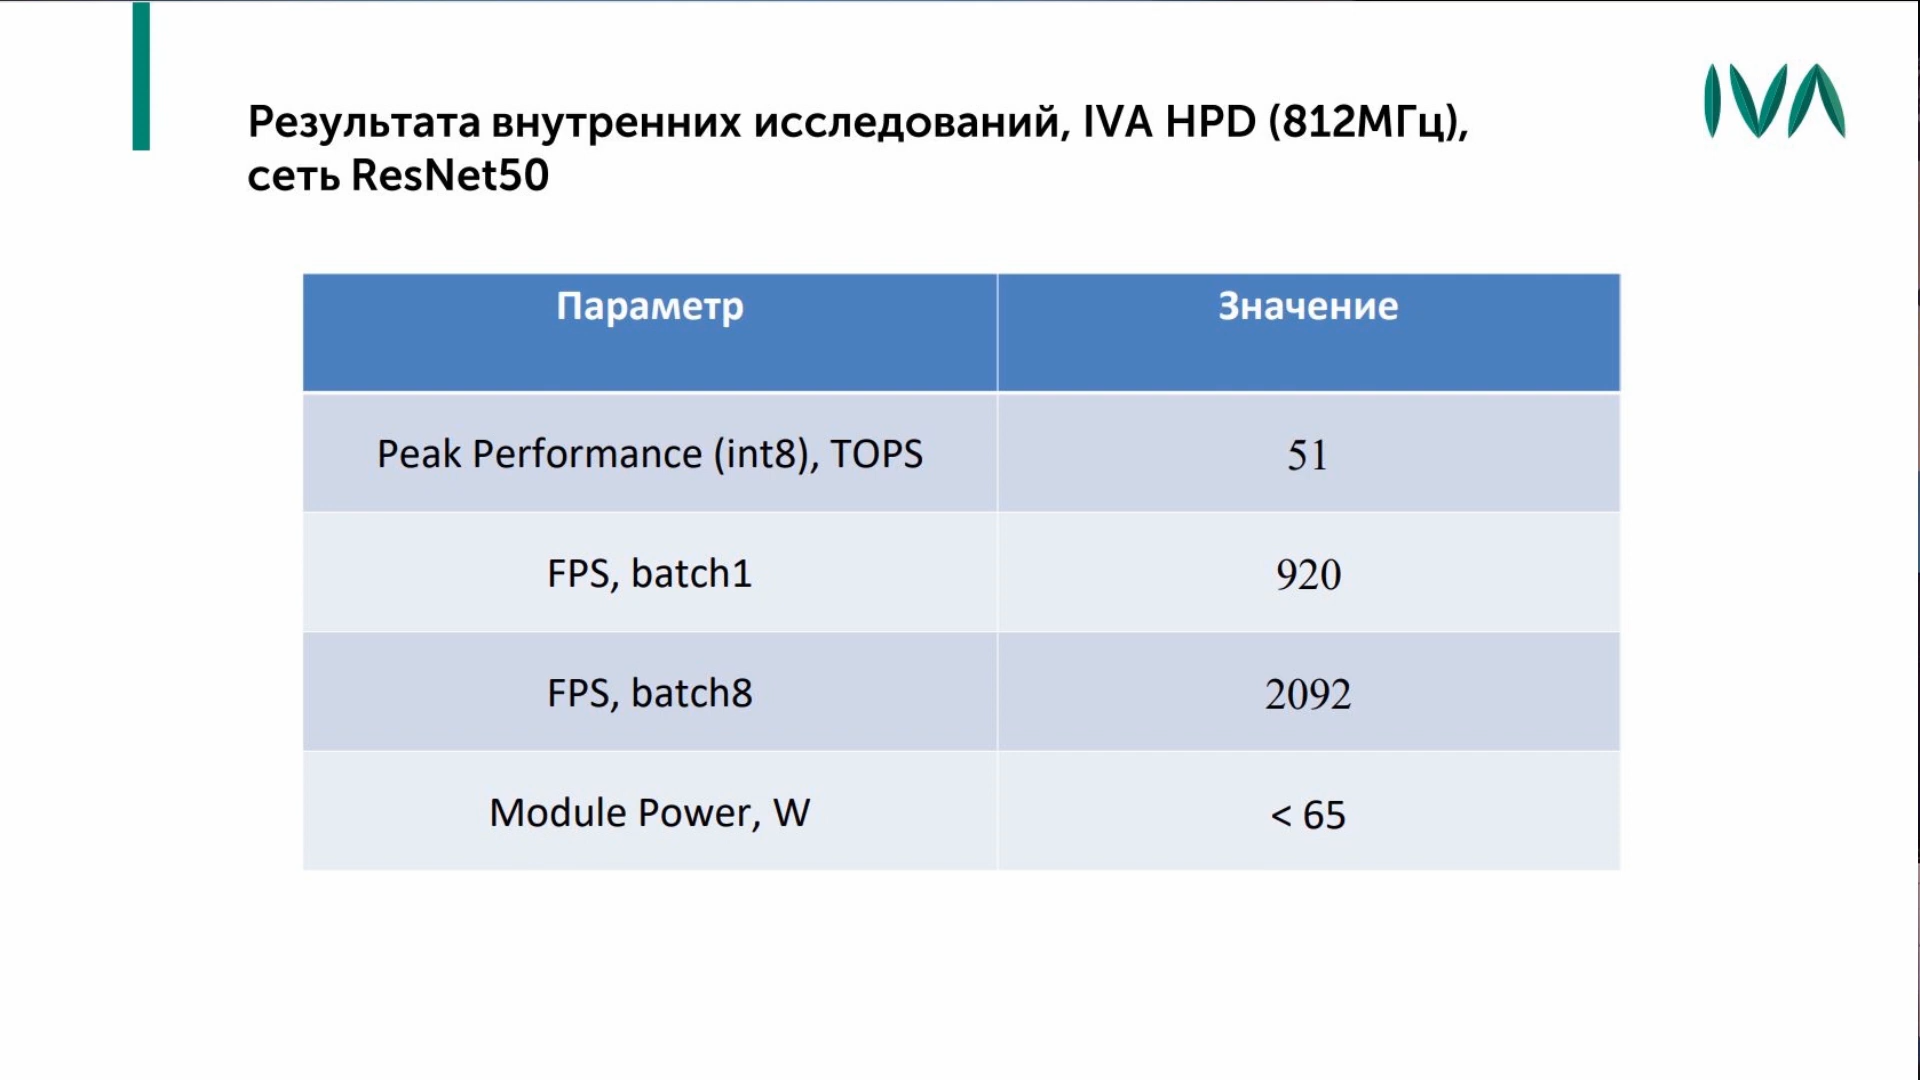 IVA
Результата внутренних исследований, IVA HPD (812МГц),
сеть ResNet50
Параметр Значение
Peak Performance (int8), TOPS 51
FPS, batch1 920
FPS, batch8 2092
Module Power, W < 65